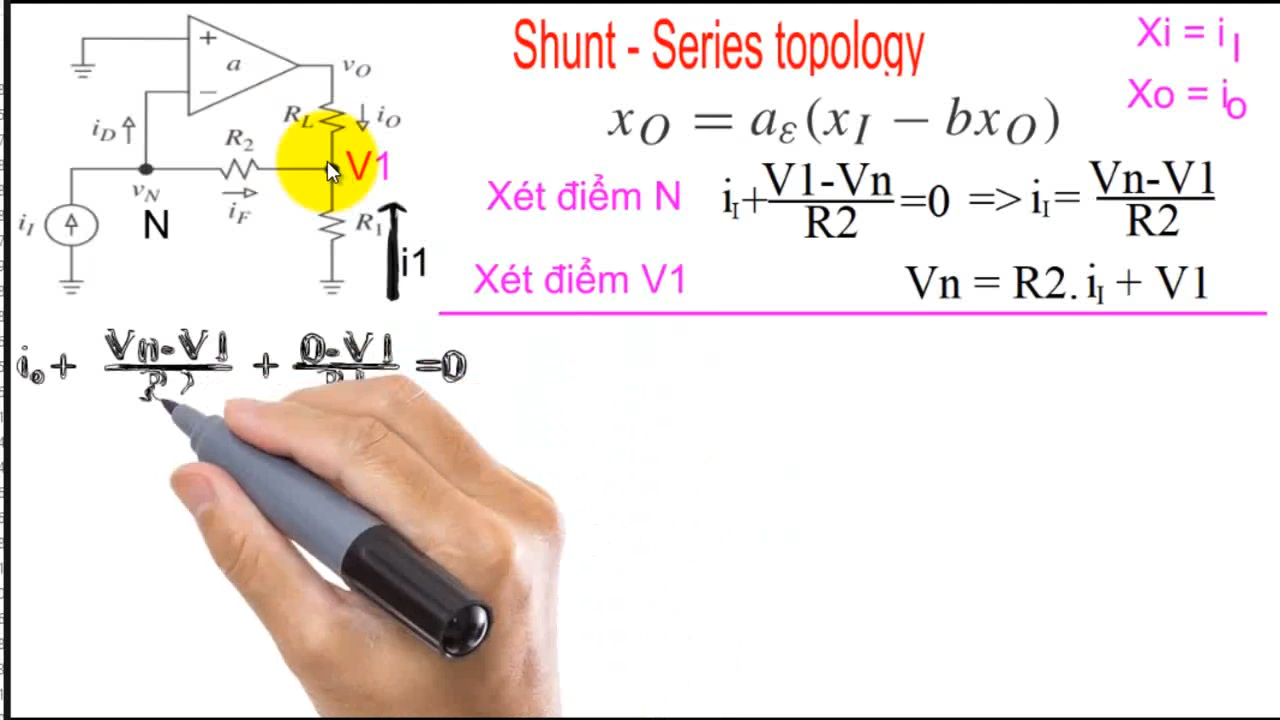 Shunt - Series topology
Xi = iI
Xo = io
xO = aε(xI − bxO)
+
a
−
vO
RL
iO
iD
R2
V1
vN
N
iF
iI
R1
i1
Xét điểm N
iI+ V1-Vn / R2 =0 => iI= Vn-V1 / R2
Xét điểm V1
Vn = R2. iI + V1
io + Vn-V1 / R2 + 0-V1 / R1 =0